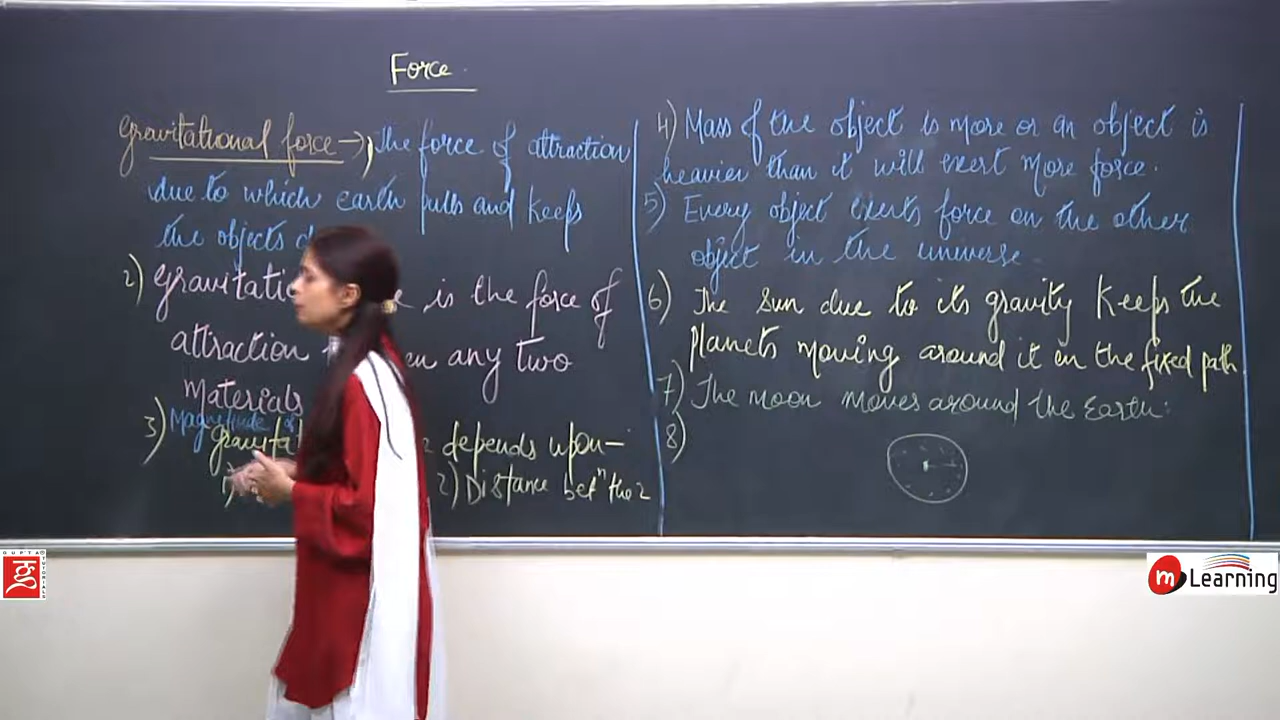 Force
Gravitational force → 1) The force of attraction
due to which earth pulls and keeps
the objects
2) Gravitati is the force of
attraction any two
Materials
3) Magnitude of
gravitat depends upon—
1) 2) Distance betⁿ the 2
4) Mass of the object is more or an object is
heavier than it will exert more force.
5) Every object exerts force on the other
object in the universe.
6) The Sun due to its gravity keeps the
planets moving around it in the fixed path.
7) The moon moves around the Earth.
8)
GUPTA TUTORIALS
m Learning